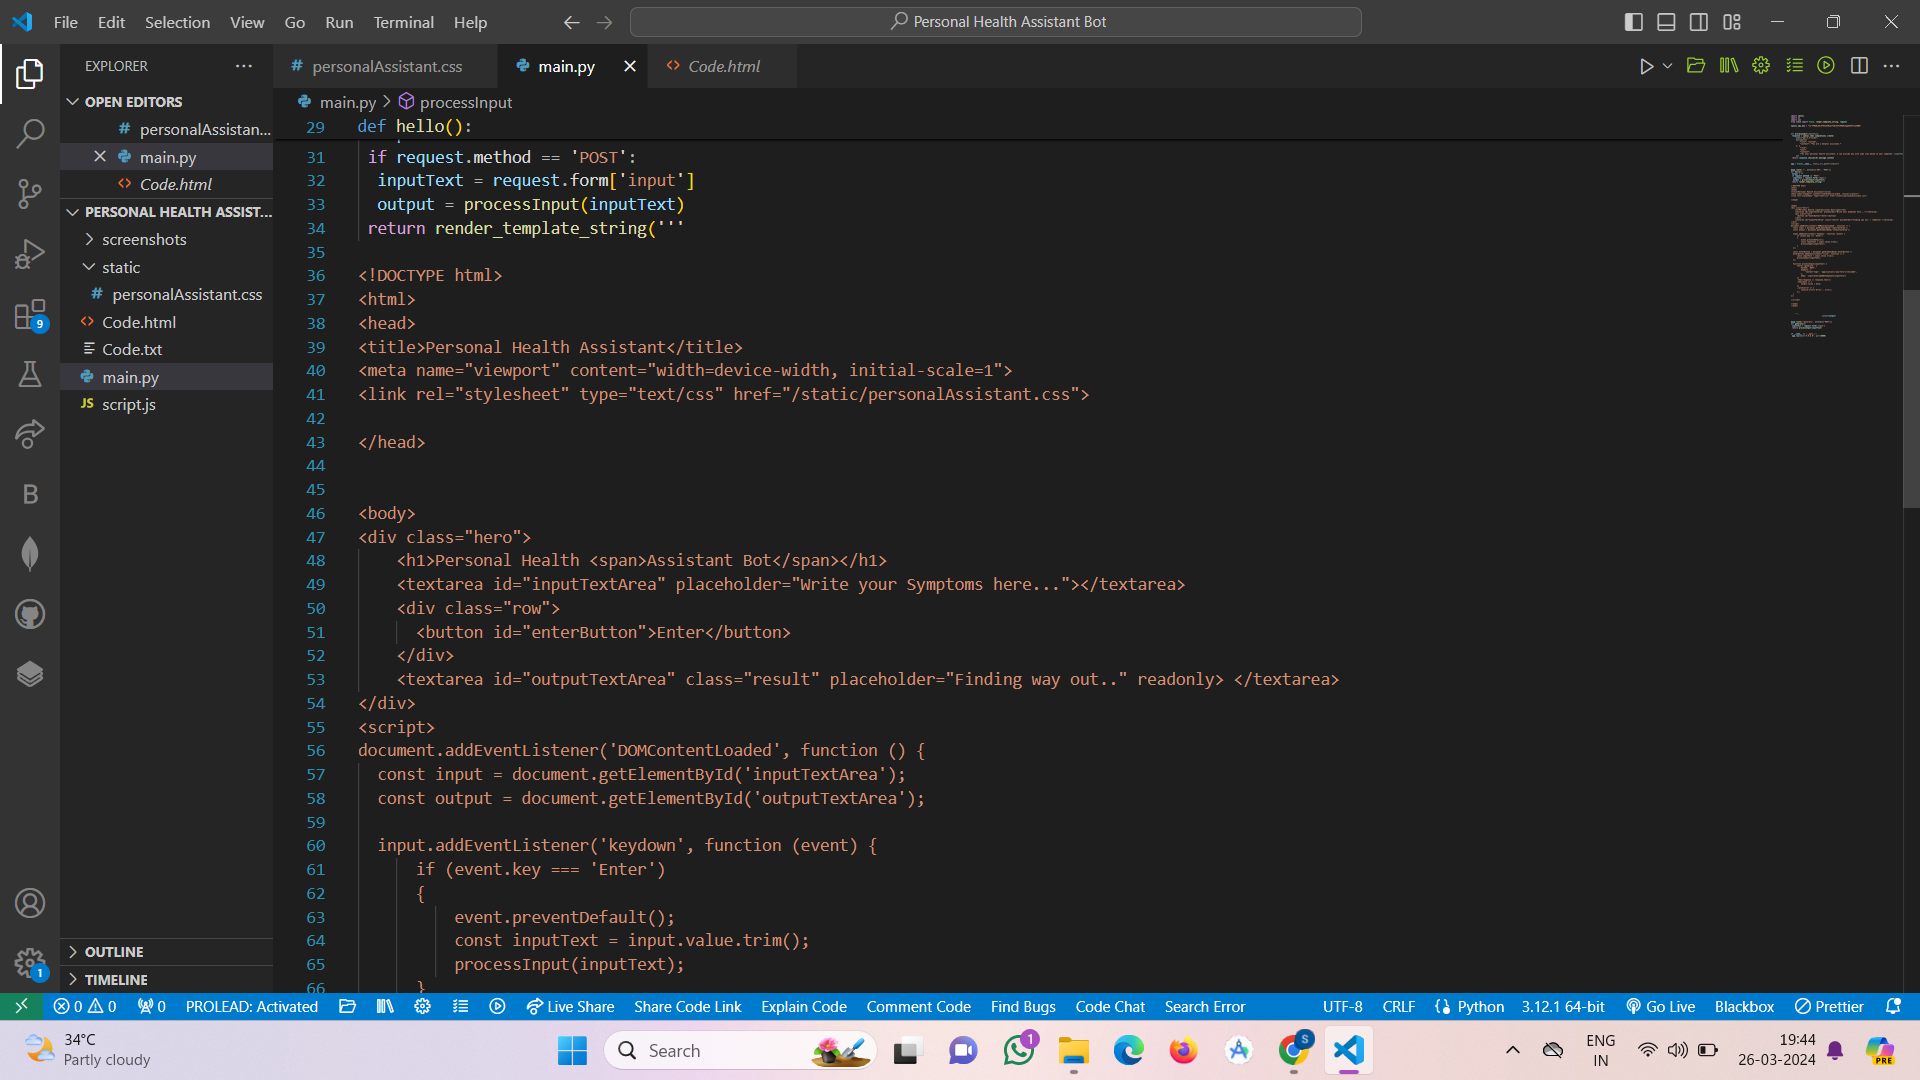 File Edit Selection View Go Run Terminal Help
Personal Health Assistant Bot
EXPLORER
OPEN EDITORS
# personalAssistan...
main.py
<> Code.html
PERSONAL HEALTH ASSIST...
screenshots
static
# personalAssistant.css
<> Code.html
Code.txt
main.py
JS script.js
OUTLINE
TIMELINE
9
B
1
# personalAssistant.css
main.py
<> Code.html
main.py > processInput
29 def hello():
31 if request.method == 'POST':
32 inputText = request.form['input']
33 output = processInput(inputText)
34 return render_template_string('''
35
36 <!DOCTYPE html>
37 <html>
38 <head>
39 <title>Personal Health Assistant</title>
40 <meta name="viewport" content="width=device-width, initial-scale=1">
41 <link rel="stylesheet" type="text/css" href="/static/personalAssistant.css">
42
43 </head>
44
45
46 <body>
47 <div class="hero">
48 <h1>Personal Health <span>Assistant Bot</span></h1>
49 <textarea id="inputTextArea" placeholder="Write your Symptoms here..."></textarea>
50 <div class="row">
51 <button id="enterButton">Enter</button>
52 </div>
53 <textarea id="outputTextArea" class="result" placeholder="Finding way out.." readonly> </textarea>
54 </div>
55 <script>
56 document.addEventListener('DOMContentLoaded', function () {
57 const input = document.getElementById('inputTextArea');
58 const output = document.getElementById('outputTextArea');
59
60 input.addEventListener('keydown', function (event) {
61 if (event.key === 'Enter')
62 {
63 event.preventDefault();
64 const inputText = input.value.trim();
65 processInput(inputText);
66 }
0 0 0 PROLEAD: Activated Live Share Share Code Link Explain Code Comment Code Find Bugs Code Chat Search Error UTF-8 CRLF {} Python 3.12.1 64-bit Go Live Blackbox Prettier
34°C
Partly cloudy
Search
1
S
ENG
IN
19:44
26-03-2024
PRE